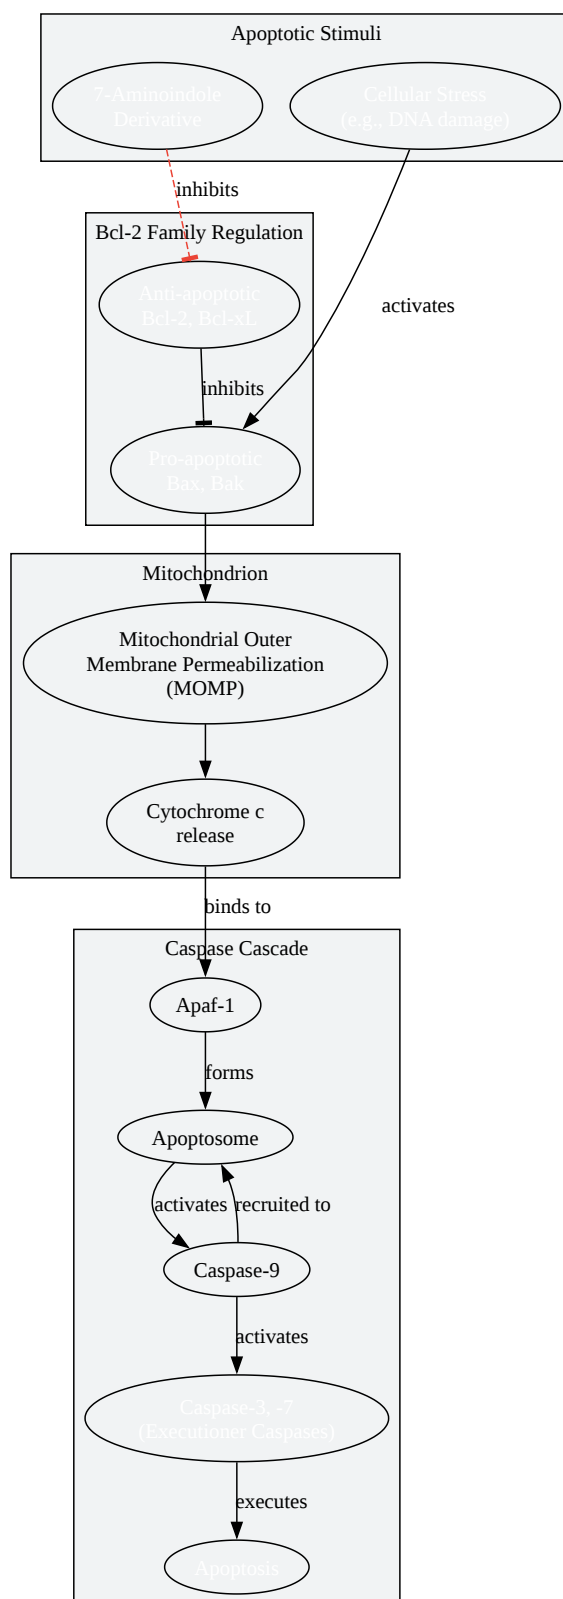 Apoptotic Stimuli
7-Aminoindole
Derivative
Cellular Stress
(e.g., DNA damage)
inhibits
Bcl-2 Family Regulation
Anti-apoptotic
Bcl-2, Bcl-xL
activates
inhibits
Pro-apoptotic
Bax, Bak
Mitochondrion
Mitochondrial Outer
Membrane Permeabilization
(MOMP)
Cytochrome c
release
binds to
Caspase Cascade
Apaf-1
forms
Apoptosome
activates
recruited to
Caspase-9
activates
Caspase-3, -7
(Executioner Caspases)
executes
Apoptosis